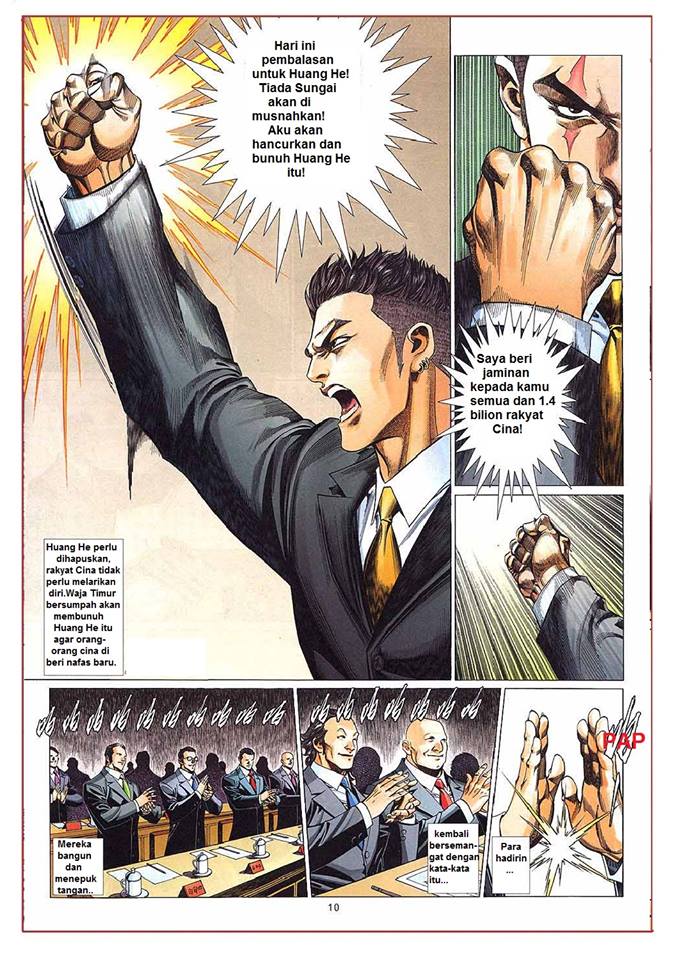 Hari ini
pembalasan
untuk Huang He!
Tiada Sungai
akan di
musnahkan!
Aku akan
hancurkan dan
bunuh Huang He
itu!
Saya beri
jaminan
kepada kamu
semua dan 1.4
bilion rakyat
Cina!
Huang He perlu
dihapuskan,
rakyat Cina tidak
perlu melarikan
diri.Waja Timur
bersumpah akan
membunuh
Huang He itu
agar orang-
orang cina di
beri nafas baru.
Mereka
bangun
dan
menepuk
tangan..
kembali
berseman-
gat dengan
kata-kata
itu...
Para
hadirin
...
PAP
10